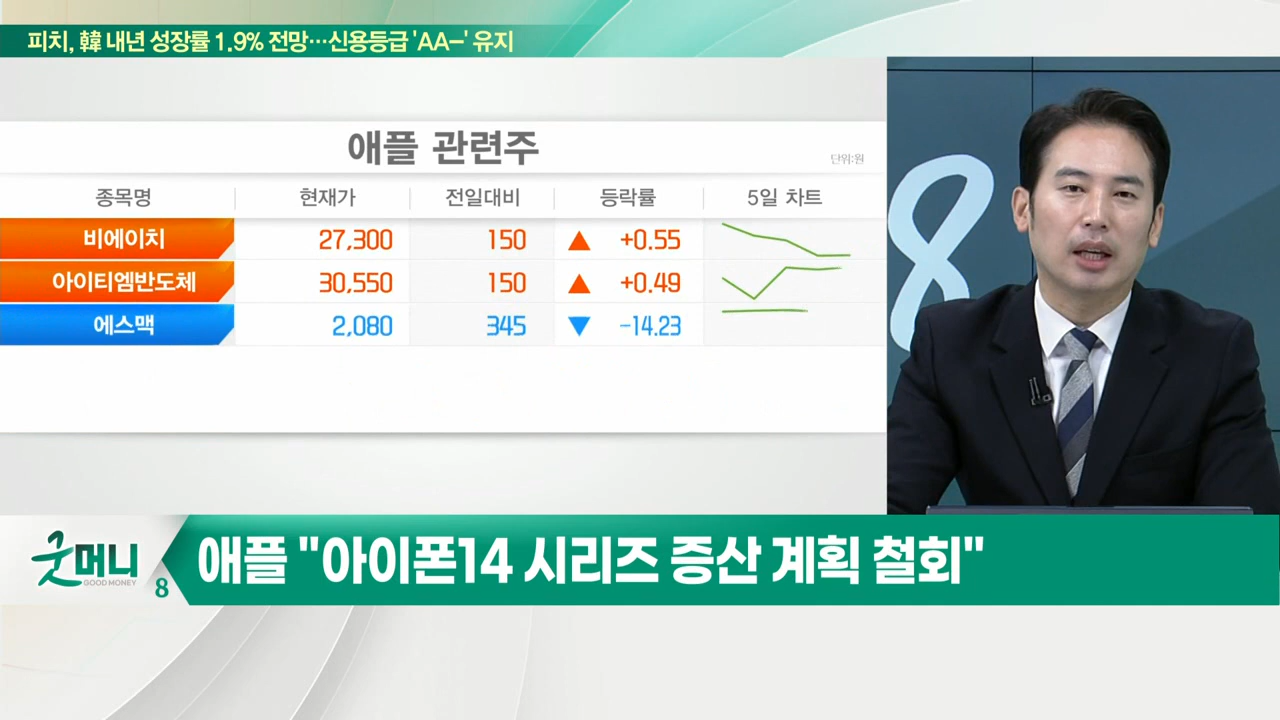 피치, 韓 내년 성장률 1.9% 전망…신용등급 'AA-' 유지
애플 관련주
단위:원
종목명 현재가 전일대비 등락률 5일 차트
비에이치 27,300 150 ▲ +0.55
아이티엠반도체 30,550 150 ▲ +0.49
에스맥 2,080 345 ▼ -14.23
8
굿머니
GOOD MONEY
8
애플 "아이폰14 시리즈 증산 계획 철회"